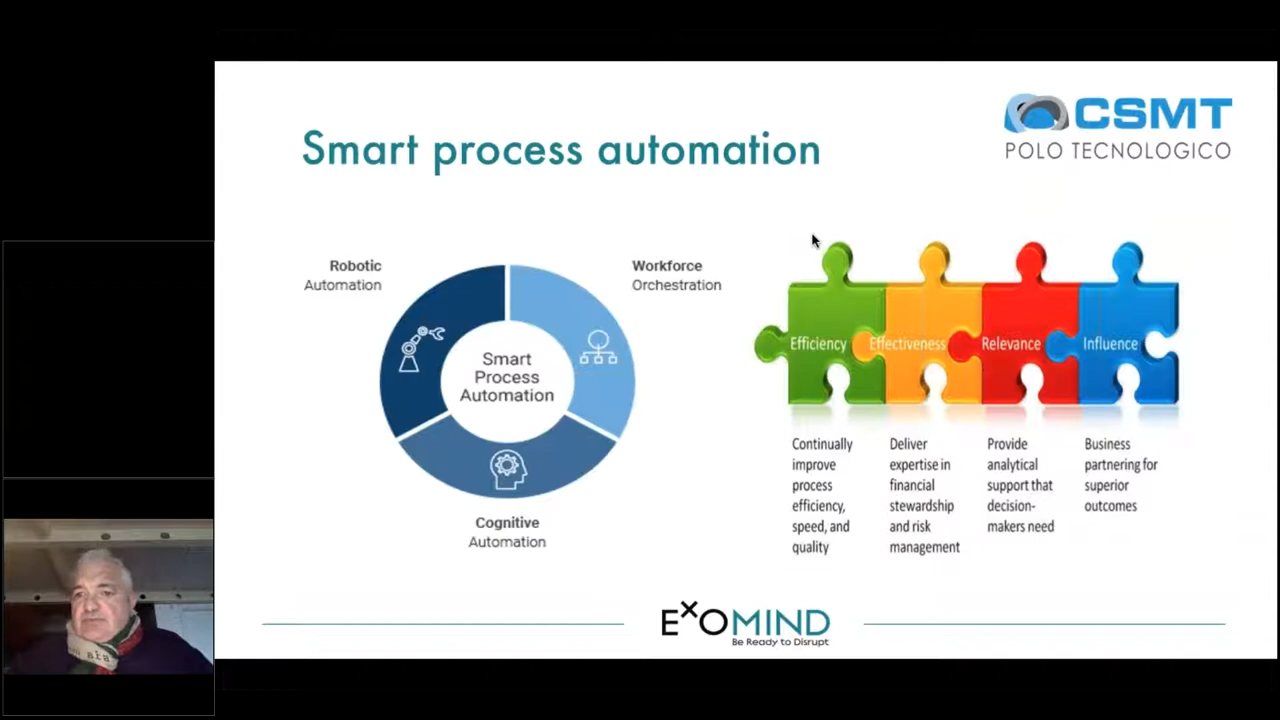 Smart process automation
CSMT
POLO TECNOLOGICO
Robotic
Automation
Workforce
Orchestration
Smart
Process
Automation
Cognitive
Automation
Efficiency
Effectiveness
Relevance
Influence
Continually
improve
process
efficiency,
speed, and
quality
Deliver
expertise in
financial
stewardship
and risk
management
Provide
analytical
support that
decision-
makers need
Business
partnering for
superior
outcomes
EXOMIND
Be Ready to Disrupt